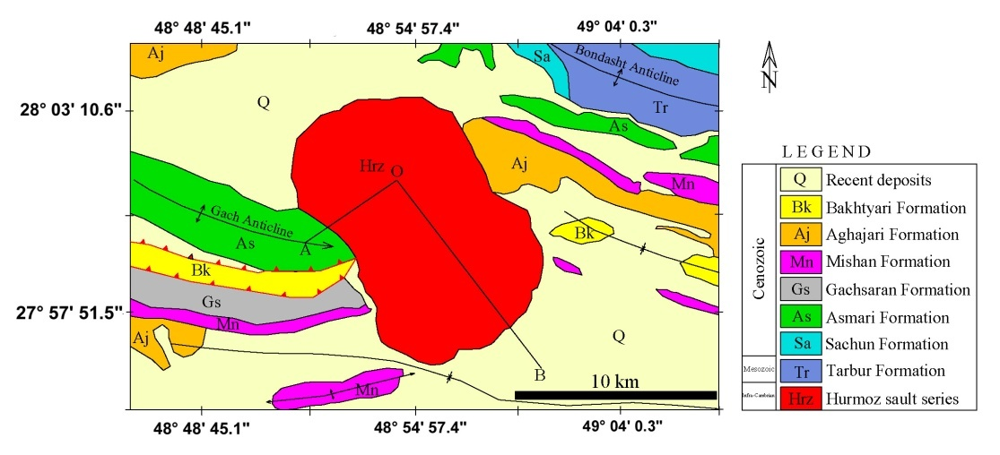 48° 48' 45.1" 48° 54' 57.4" 49° 04' 0.3"
28° 03' 10.6"
27° 57' 51.5"
Aj
Q
Sa
Bondasht Anticline
Tr
As
Hrz O
Aj
Mn
Gach Anticline
As
A
Bk
Bk
Gs
Mn
Aj
Q
B
Mn
10 km
48° 48' 45.1" 48° 54' 57.4" 49° 04' 0.3"
N
LEGEND
Cenozoic
Mesozoic
Infra-Cambrian
Q Recent deposits
Bk Bakhtyari Formation
Aj Aghajari Formation
Mn Mishan Formation
Gs Gachsaran Formation
As Asmari Formation
Sa Sachun Formation
Tr Tarbur Formation
Hrz Hurmoz sault series